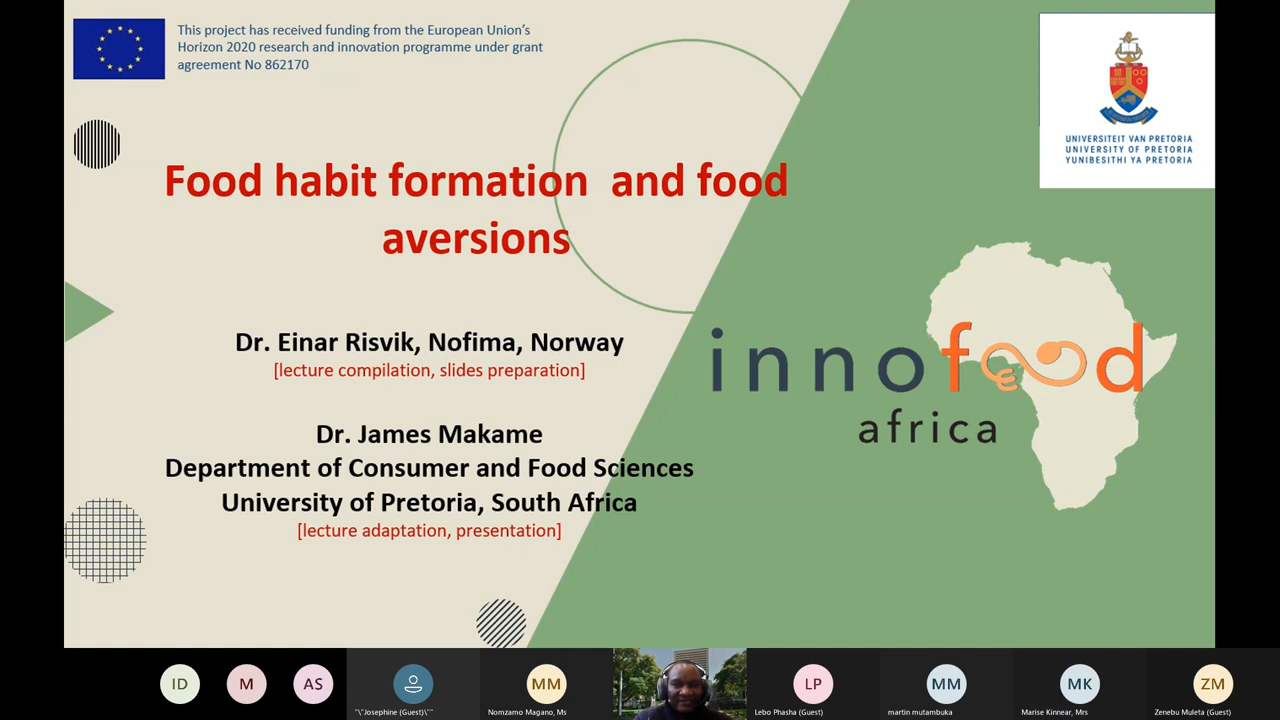 This project has received funding from the European Union's
Horizon 2020 research and innovation programme under grant
agreement No 862170
UNIVERSITEIT VAN PRETORIA
UNIVERSITY OF PRETORIA
YUNIBESITHI YA PRETORIA
Food habit formation and food
aversions
Dr. Einar Risvik, Nofima, Norway
[lecture compilation, slides preparation]
innofood
africa
Dr. James Makame
Department of Consumer and Food Sciences
University of Pretoria, South Africa
[lecture adaptation, presentation]
ID
M
AS
MM
LP
MM
MK
ZM
"\"Josephine (Guest)\""
Nomzamo Magano, Ms
Lebo Phasha (Guest)
martin mutambuka
Marise Kinnear, Mrs
Zenebu Muleta (Guest)